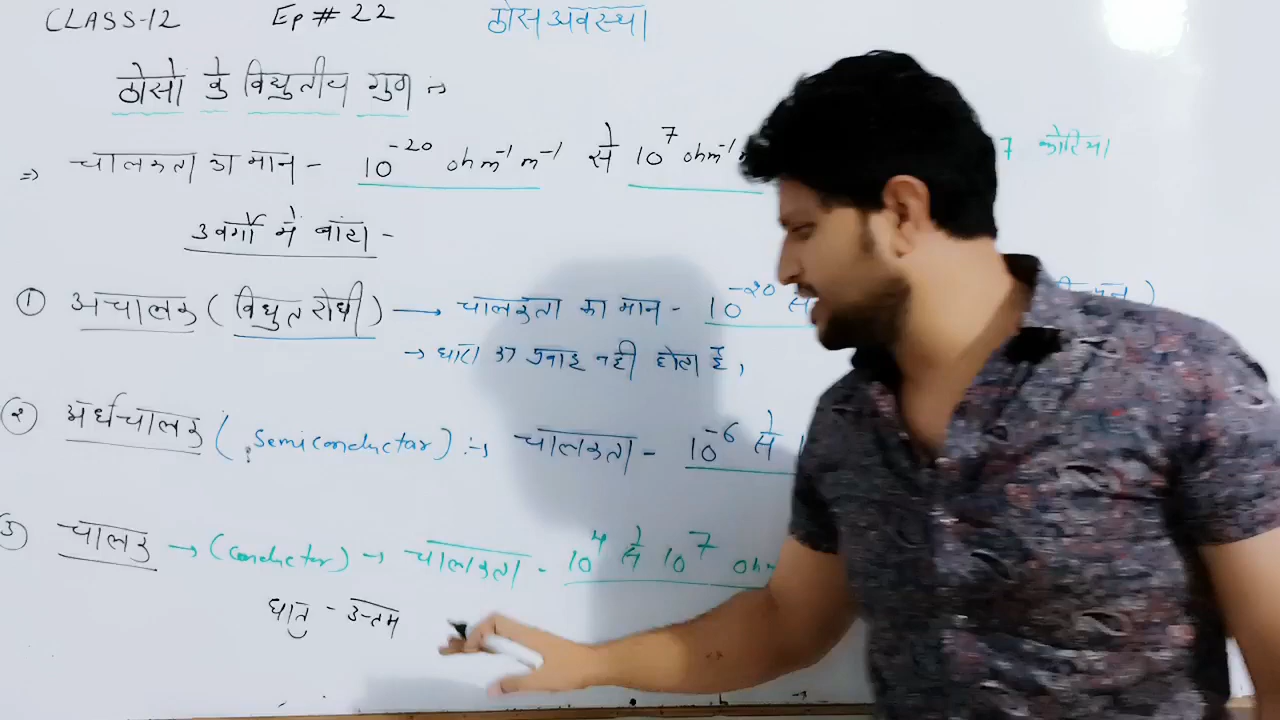 CLASS-12 Ep # 22 ठोस अवस्था
ठोसो के विधुतीय गुण :→
⇒ चालकता का मान - 10⁻²⁰ ohm⁻¹ m⁻¹ से 10⁷ ohm⁻¹ 7 कोटिया
3 वर्गो मे बांटा -
① अचालक ( विधुत रोधी ) → चालकता का मान - 10⁻²⁰ से
→ धारा का प्रवाह नही होता है,
② अर्धचालक ( Semiconductor ) :→ चालकता - 10⁻⁶ से
③ चालक → (conductor) → चालकता - 10⁴ से 10⁷ ohm
धातु - उत्तम